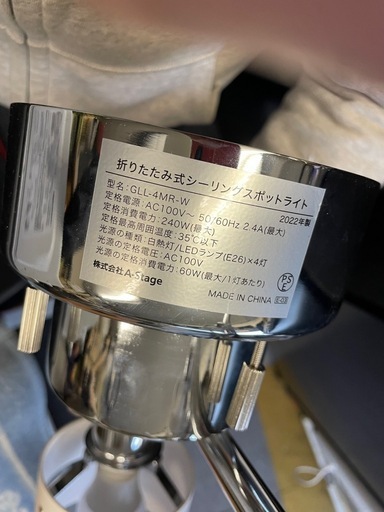 折りたたみ式シーリングスポットライト
型名:GLL-4MR-W 2022年製
定格電源:AC100V～ 50/60Hz 2.4A(最大)
定格消費電力:240W(最大)
定格最高周囲温度:35℃以下
光源の種類:白熱灯/LEDランプ(E26)×4灯
光源の定格電圧:AC100V
光源の定格消費電力:60W(最大/1灯あたり)
株式会社A-Stage
MADE IN CHINA
PS
E